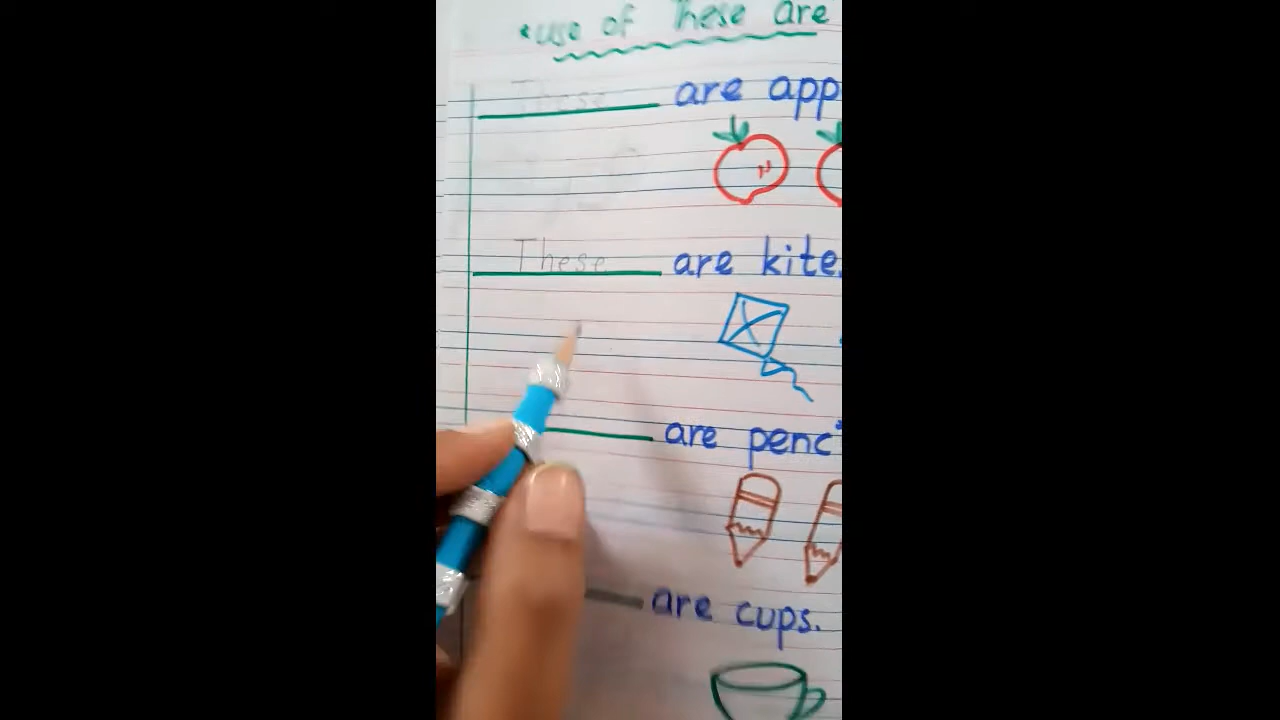 *use of These are
These are app
These are kite
are penc
are cups.